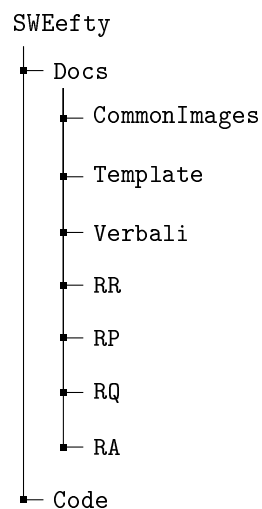 SWEefty
Docs
CommonImages
Template
Verbali
RR
RP
RQ
RA
Code